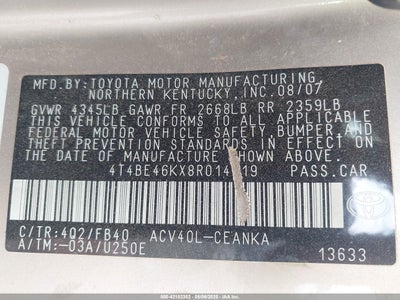 MFD.BY:TOYOTA MOTOR MANUFACTURING,
NORTHERN KENTUCKY,INC.08/07
GVWR 4345LB GAWR FR 2668LB RR 2359LB
THIS VEHICLE CONFORMS TO ALL APPLICABLE
FEDERAL MOTOR VEHICLE SAFETY, BUMPER,AND
THEFT PREVENTION STANDARDS IN EFFECT ON
THE DATE OF MANUFACTURE SHOWN ABOVE.
PASS.CAR
C/TR:4Q2/FB40 ACV40L-CEANKA
A/TM:-03A/U250E
13633
TOYOTA